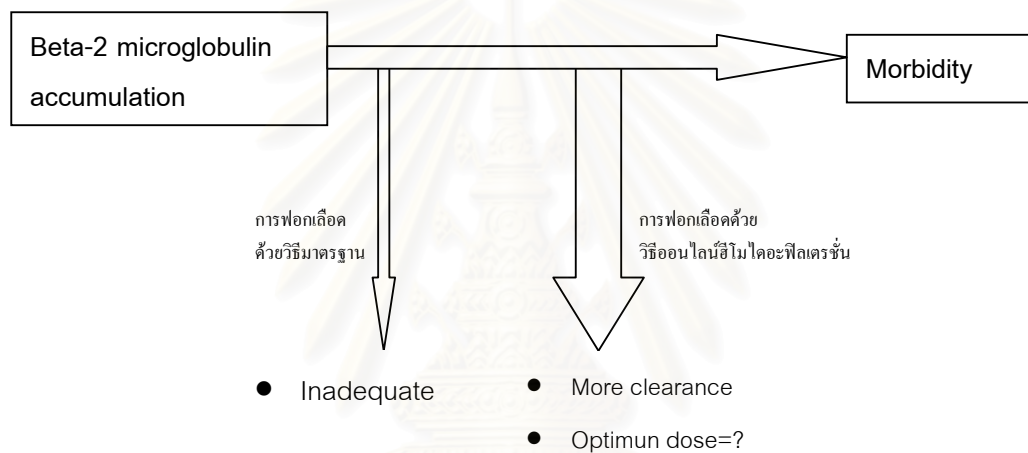 Beta-2 microglobulin
accumulation
Morbidity
การฟอกเลือด
ด้วยวิธีมาตรฐาน
การฟอกเลือดด้วย
วิธีออนไลน์ฮีโมไดอะฟิลเตรชั่น
● Inadequate
● More clearance
● Optimun dose=?